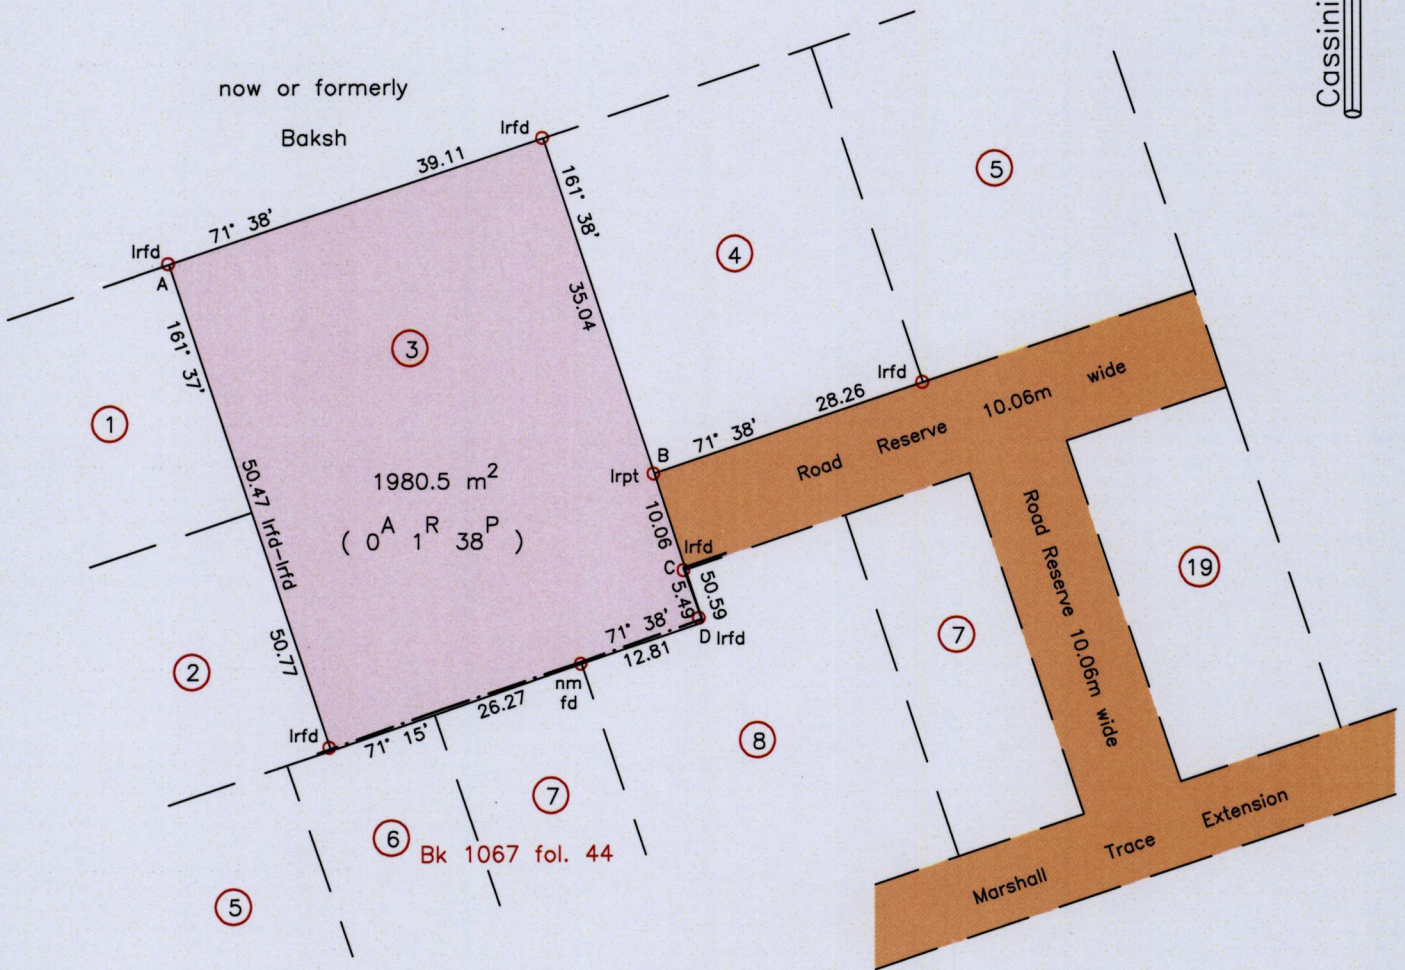 Cassini
now or formerly
Baksh
Irfd
39.11
71° 38'
Irfd
A
161° 38'
35.04
161° 37'
3
1
4
5
Irfd
28.26
71° 38'
B
Irpt
Road Reserve 10.06m wide
50.47 Irfd-Irfd
1980.5 m²
( 0A 1R 38P )
10.06
Irfd
C
5.49
50.59
D Irfd
71° 38'
12.81
nm
fd
26.27
71° 15'
50.77
Irfd
2
Road Reserve 10.06m wide
7
19
8
7
6
Bk 1067 fol. 44
5
Marshall Trace Extension